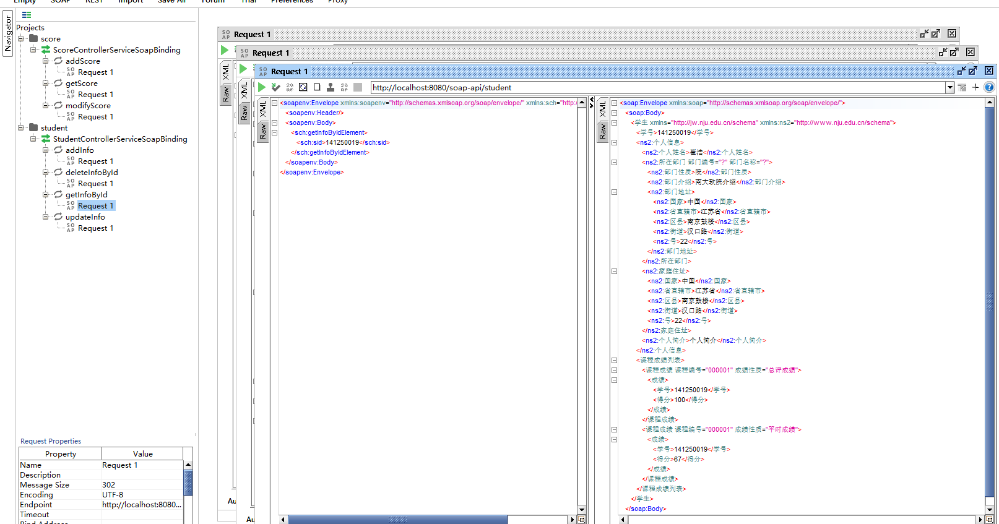 Empty SOAP REST Import Save All Forum Trial Preferences Proxy
Navigator
Projects
score
ScoreControllerServiceSoapBinding
addScore
SOAP Request 1
getScore
SOAP Request 1
modifyScore
SOAP Request 1
student
StudentControllerServiceSoapBinding
addInfo
SOAP Request 1
deleteInfoById
SOAP Request 1
getInfoById
SOAP Request 1
updateInfo
SOAP Request 1
Request Properties
Property Value
Name Request 1
Description
Message Size 302
Encoding UTF-8
Endpoint http://localhost:8080...
Timeout
Bind Address
SOAP Request 1
XML
Raw
Au
SOAP Request 1
XML
Raw
Au
SOAP Request 1
http://localhost:8080/soap-api/student
XML
Raw
<soapenv:Envelope xmlns:soapenv="http://schemas.xmlsoap.org/soap/envelope/" xmlns:sch="http:
<soapenv:Header/>
<soapenv:Body>
<sch:getInfoByIdElement>
<sch:sid>141250019</sch:sid>
</sch:getInfoByIdElement>
</soapenv:Body>
</soapenv:Envelope>
XML
Raw
<soap:Envelope xmlns:soap="http://schemas.xmlsoap.org/soap/envelope/">
<soap:Body>
<学生 xmlns="http://jw.nju.edu.cn/schema" xmlns:ns2="http://www.nju.edu.cn/schema">
<学号>141250019</学号>
<ns2:个人信息>
<ns2:个人姓名>崔浩</ns2:个人姓名>
<ns2:所在部门 部门编号="?" 部门名称="?">
<ns2:部门性质>院</ns2:部门性质>
<ns2:部门介绍>南大软院介绍</ns2:部门介绍>
<ns2:部门地址>
<ns2:国家>中国</ns2:国家>
<ns2:省直辖市>江苏省</ns2:省直辖市>
<ns2:区县>南京鼓楼</ns2:区县>
<ns2:街道>汉口路</ns2:街道>
<ns2:号>22</ns2:号>
</ns2:部门地址>
</ns2:所在部门>
<ns2:家庭住址>
<ns2:国家>中国</ns2:国家>
<ns2:省直辖市>江苏省</ns2:省直辖市>
<ns2:区县>南京鼓楼</ns2:区县>
<ns2:街道>汉口路</ns2:街道>
<ns2:号>22</ns2:号>
</ns2:家庭住址>
<ns2:个人简介>个人简介</ns2:个人简介>
</ns2:个人信息>
<课程成绩列表>
<课程成绩 课程编号="000001" 成绩性质="总评成绩">
<成绩>
<学号>141250019</学号>
<得分>100</得分>
</成绩>
</课程成绩>
<课程成绩 课程编号="000001" 成绩性质="平时成绩">
<成绩>
<学号>141250019</学号>
<得分>67</得分>
</成绩>
</课程成绩>
</课程成绩列表>
</学生>
</soap:Body>